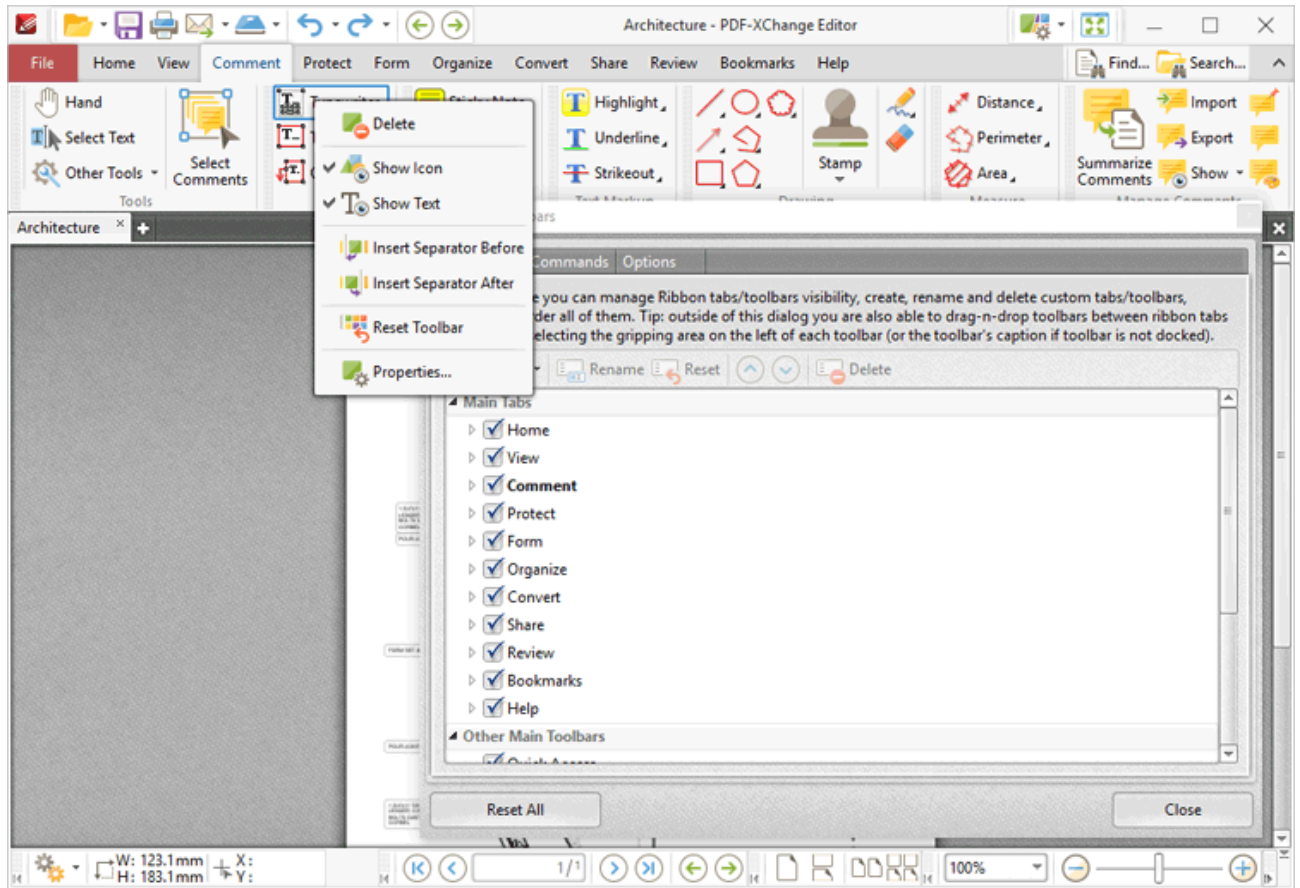 Architecture - PDF-XChange Editor
File Home View Comment Protect Form Organize Convert Share Review Bookmarks Help Find... Search...
Hand
Select Text
Other Tools
Tools
Select
Comments
Highlight
Underline
Strikeout
Stamp
Distance
Perimeter
Area
Measure
Summarize
Comments
Import
Export
Show
Manage Comments
Architecture
Delete
Show Icon
Show Text
Insert Separator Before
Insert Separator After
Reset Toolbar
Properties...
Commands Options
you can manage Ribbon tabs/toolbars visibility, create, rename and delete custom tabs/toolbars,
all of them. Tip: outside of this dialog you are also able to drag-n-drop toolbars between ribbon tabs
electing the gripping area on the left of each toolbar (or the toolbar's caption if toolbar is not docked).
Rename Reset Delete
Main Tabs
Home
View
Comment
Protect
Form
Organize
Convert
Share
Review
Bookmarks
Help
Other Main Toolbars
Quick Access
Reset All Close
W: 123.1mm
H: 183.1mm
X:
Y:
1/1
100%